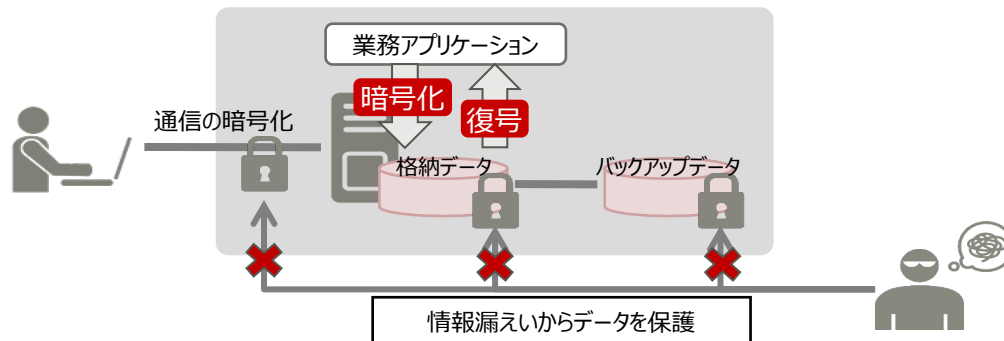 業務アプリケーション
暗号化
復号
通信の暗号化
格納データ
バックアップデータ
情報漏えいからデータを保護